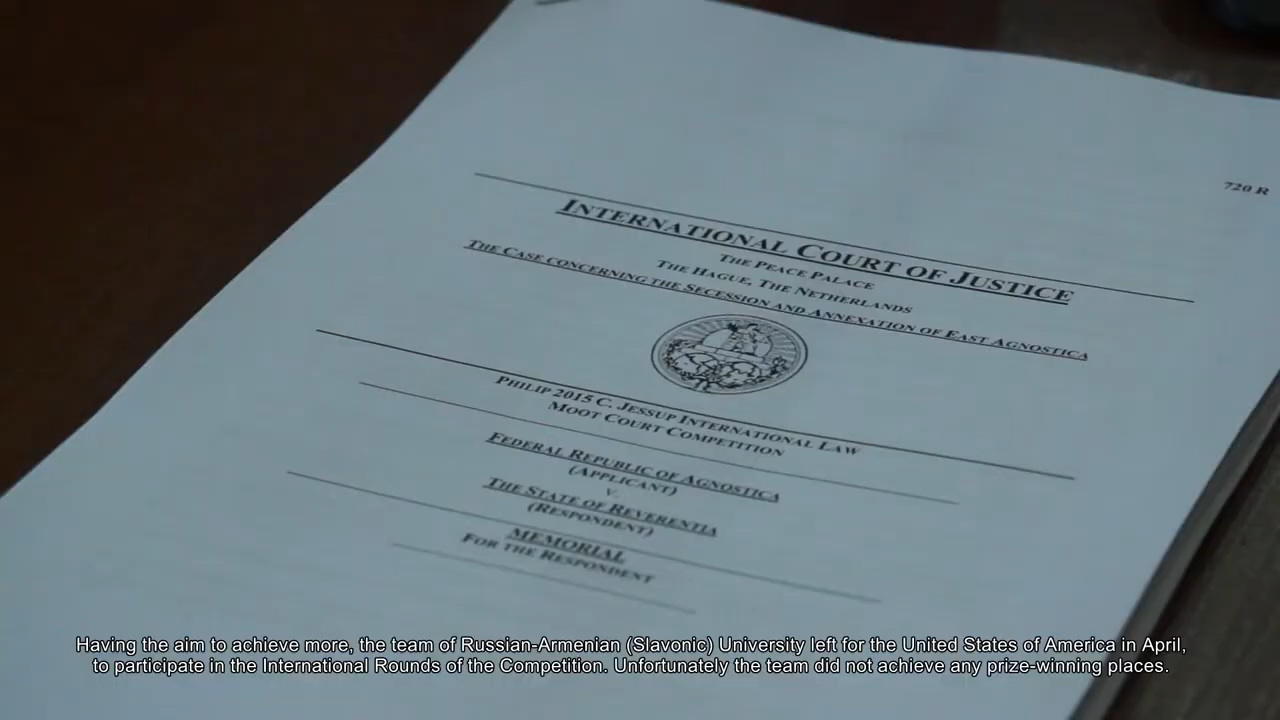 720 R
INTERNATIONAL COURT OF JUSTICE
THE PEACE PALACE
THE HAGUE, THE NETHERLANDS
THE CASE CONCERNING THE SECESSION AND ANNEXATION OF EAST AGNOSTICA
PHILIP 2015 C. JESSUP INTERNATIONAL LAW
MOOT COURT COMPETITION
FEDERAL REPUBLIC OF AGNOSTICA
(APPLICANT)
V.
THE STATE OF REVERENTIA
(RESPONDENT)
MEMORIAL
FOR THE RESPONDENT
Having the aim to achieve more, the team of Russian-Armenian (Slavonic) University left for the United States of America in April,
to participate in the International Rounds of the Competition. Unfortunately the team did not achieve any prize-winning places.